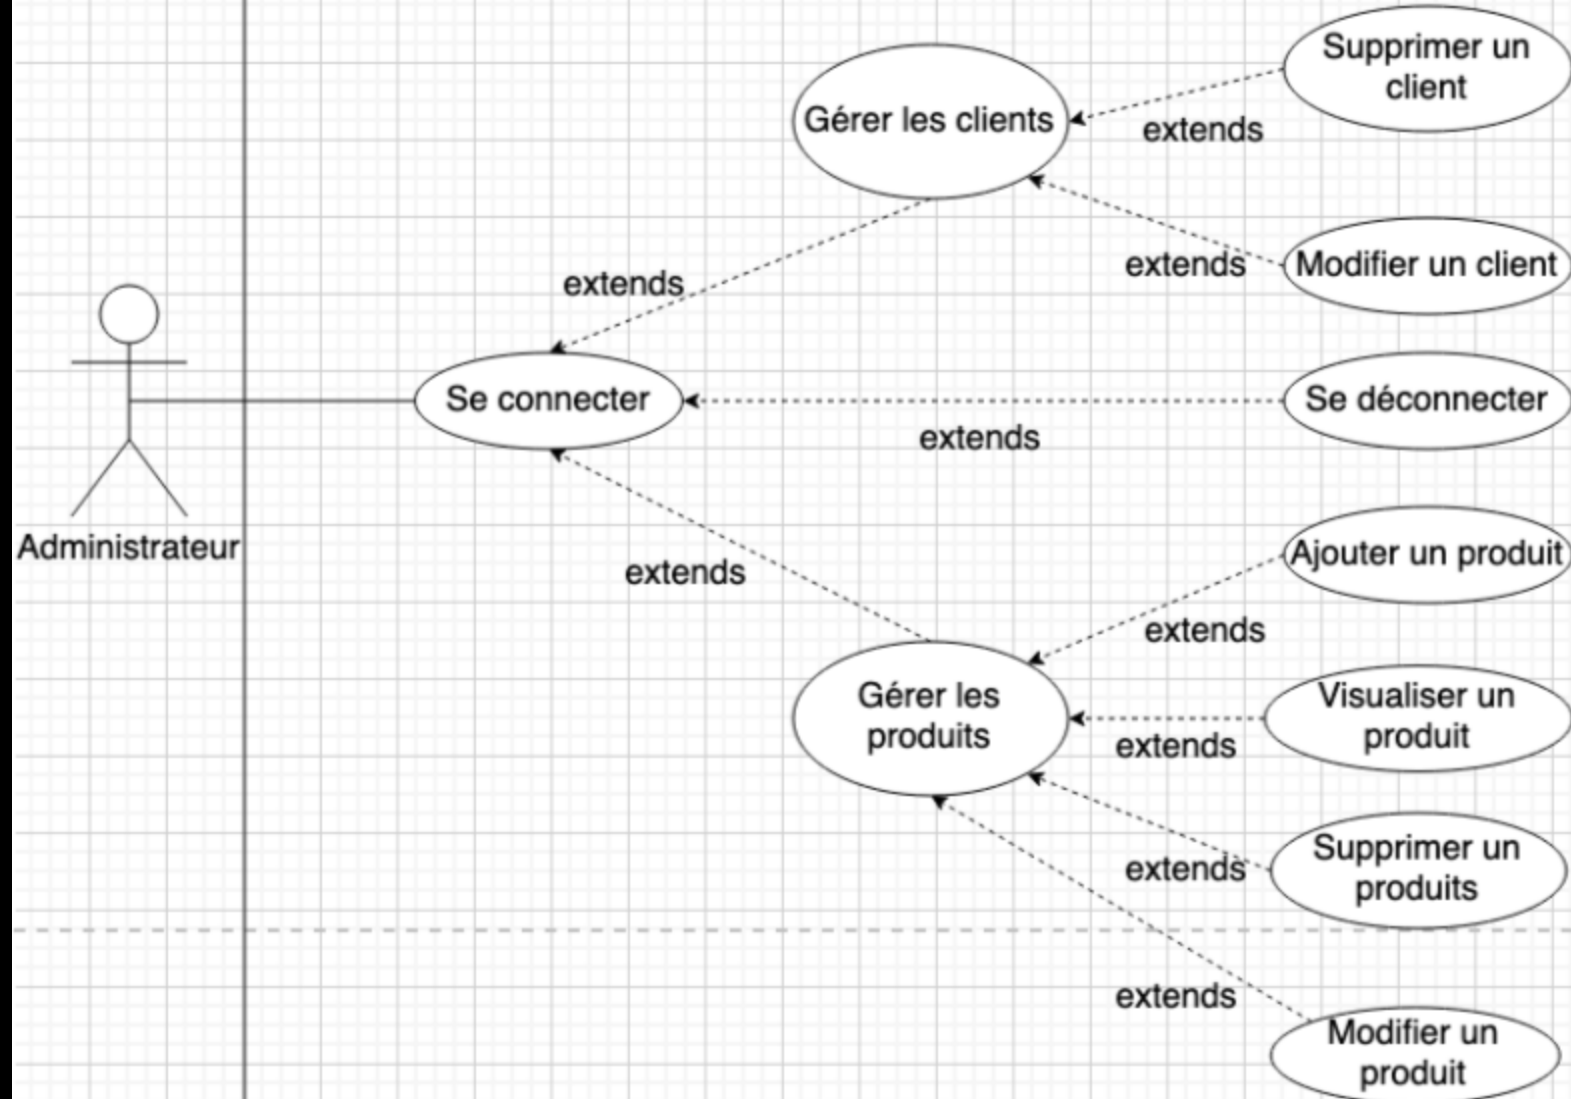 Supprimer un
client
Gérer les clients
extends
extends
Modifier un client
extends
Se connecter
Se déconnecter
extends
Administrateur
extends
Ajouter un produit
extends
Gérer les
produits
Visualiser un
produit
extends
Supprimer un
produits
extends
extends
Modifier un
produit